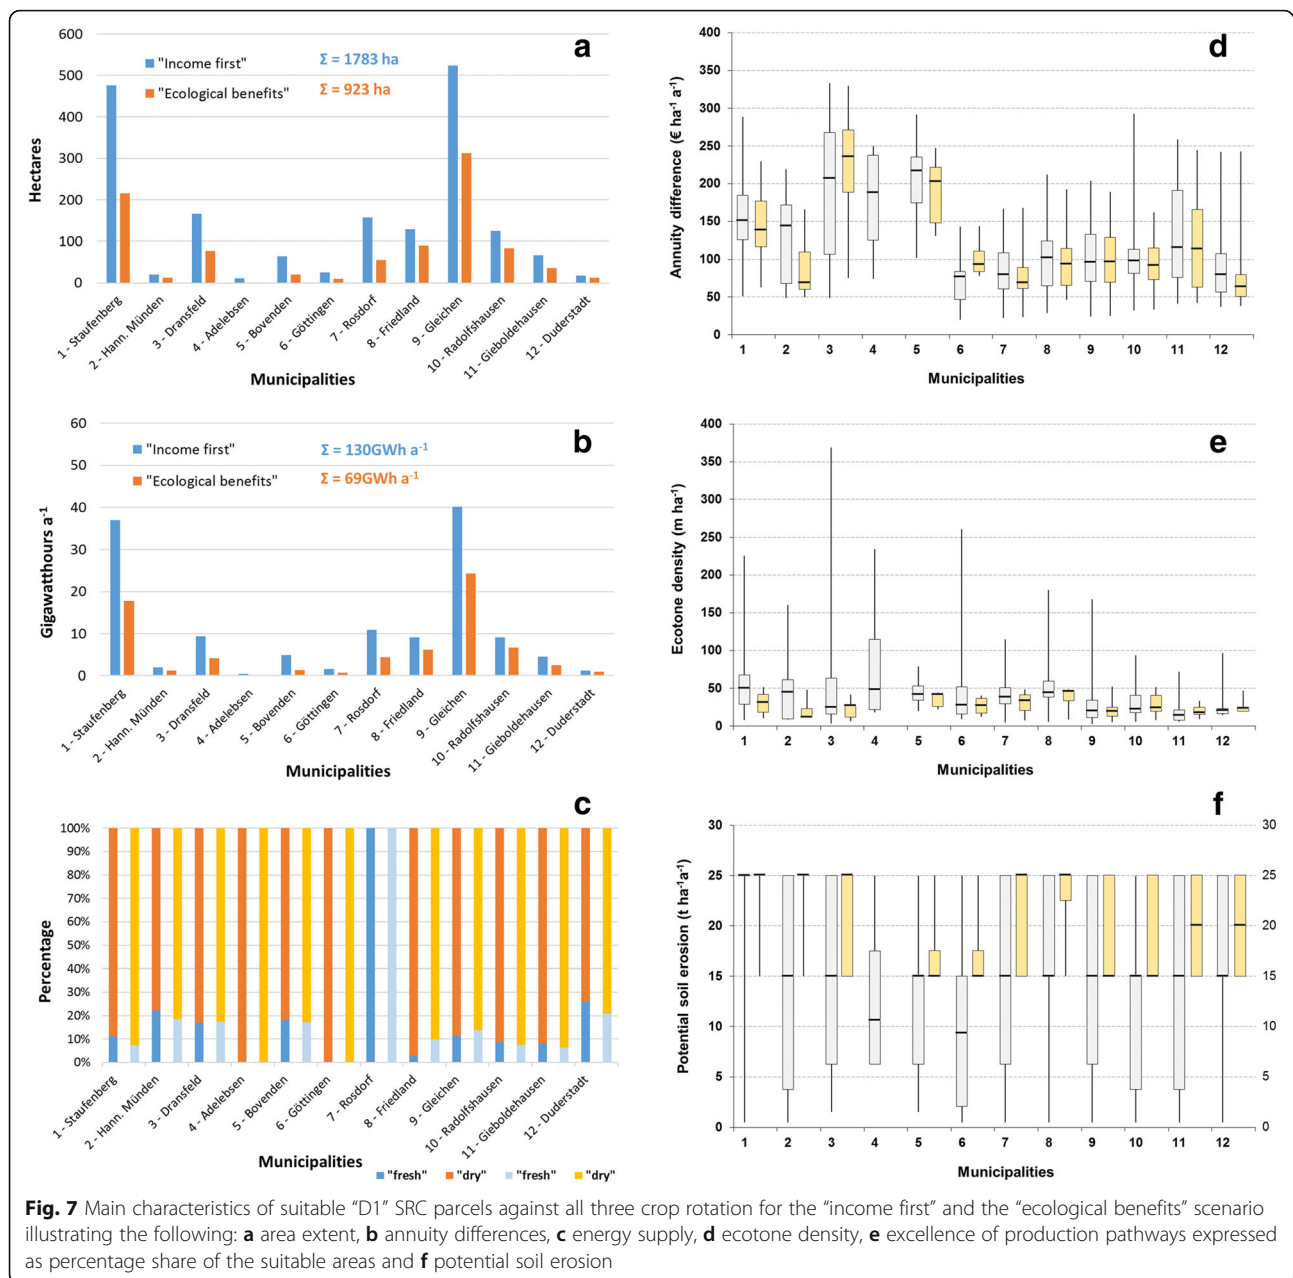 a
600
500
400
300
200
100
0
Hectares
"Income first"
"Ecological benefits"
Σ = 1783 ha
Σ = 923 ha
1 - Staufenberg
2 - Hann. Münden
3 - Dransfeld
4 - Adelebsen
5 - Bovenden
6 - Göttingen
7 - Rosdorf
8 - Friedland
9 - Gleichen
10 - Radolfshausen
11 - Gieboldehausen
12 - Duderstadt
Municipalities
b
60
50
40
30
20
10
0
Gigawatthours a⁻¹
"Income first"
"Ecological benefits"
Σ = 130GWh a⁻¹
Σ = 69GWh a⁻¹
1 - Staufenberg
2 - Hann. Münden
3 - Dransfeld
4 - Adelebsen
5 - Bovenden
6 - Göttingen
7 - Rosdorf
8 - Friedland
9 - Gleichen
10 - Radolfshausen
11 - Gieboldehausen
12 - Duderstadt
Municipalities
c
100%
90%
80%
70%
60%
50%
40%
30%
20%
10%
0%
Percentage
1 - Staufenberg
2 - Hann. Münden
3 - Dransfeld
4 - Adelebsen
5 - Bovenden
6 - Göttingen
7 - Rosdorf
8 - Friedland
9 - Gleichen
10 - Radolfshausen
11 - Gieboldehausen
12 - Duderstadt
Municipalities
"fresh" "dry" "fresh" "dry"
d
400
350
300
250
200
150
100
50
0
Annuity difference (€ ha⁻¹ a⁻¹)
1 2 3 4 5 6 7 8 9 10 11 12
Municipalities
e
400
350
300
250
200
150
100
50
0
Ecotone density (m ha⁻¹)
1 2 3 4 5 6 7 8 9 10 11 12
Municipalities
f
30
25
20
15
10
5
0
Potential soil erosion (t ha⁻¹a⁻¹)
30
25
20
15
10
5
0
1 2 3 4 5 6 7 8 9 10 11 12
Municipalities
Fig. 7 Main characteristics of suitable “D1” SRC parcels against all three crop rotation for the “income first” and the “ecological benefits” scenario
illustrating the following: a area extent, b annuity differences, c energy supply, d ecotone density, e excellence of production pathways expressed
as percentage share of the suitable areas and f potential soil erosion